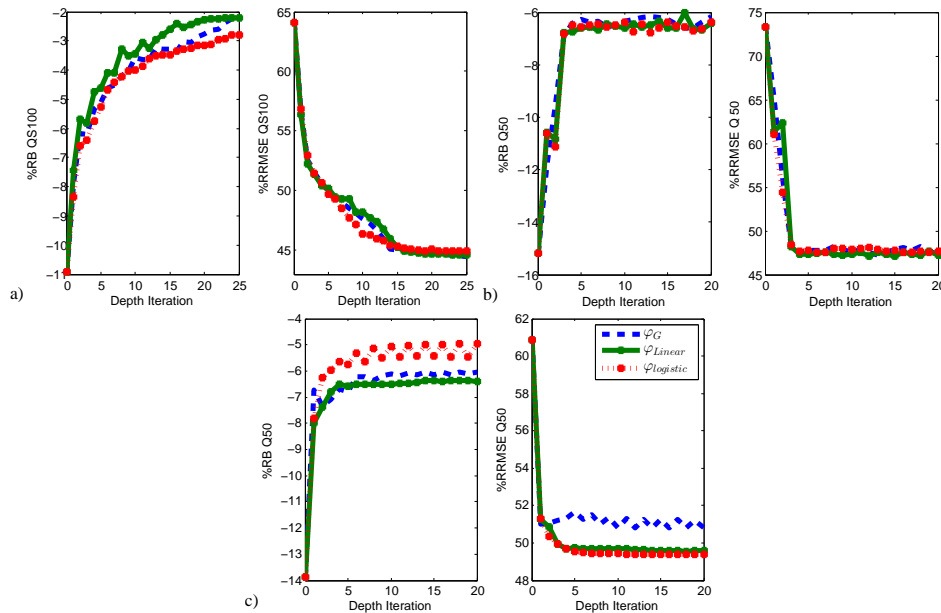 a)
%RB QS100
−1
−2
−3
−4
−5
−6
−7
−8
−9
−10
−11
0 5 10 15 20 25
Depth Iteration
%RRMSE QS100
65
60
55
50
45
0 5 10 15 20 25
Depth Iteration
b)
%RB Q50
−6
−8
−10
−12
−14
−16
0 5 10 15 20
Depth Iteration
%RRMSE Q 50
75
70
65
60
55
50
45
0 5 10 15 20
Depth Iteration
c)
%RB Q50
−4
−5
−6
−7
−8
−9
−10
−11
−12
−13
−14
0 5 10 15 20
Depth Iteration
%RRMSE Q50
62
60
58
56
54
52
50
48
0 5 10 15 20
Depth Iteration
φG
φLinear
φlogistic